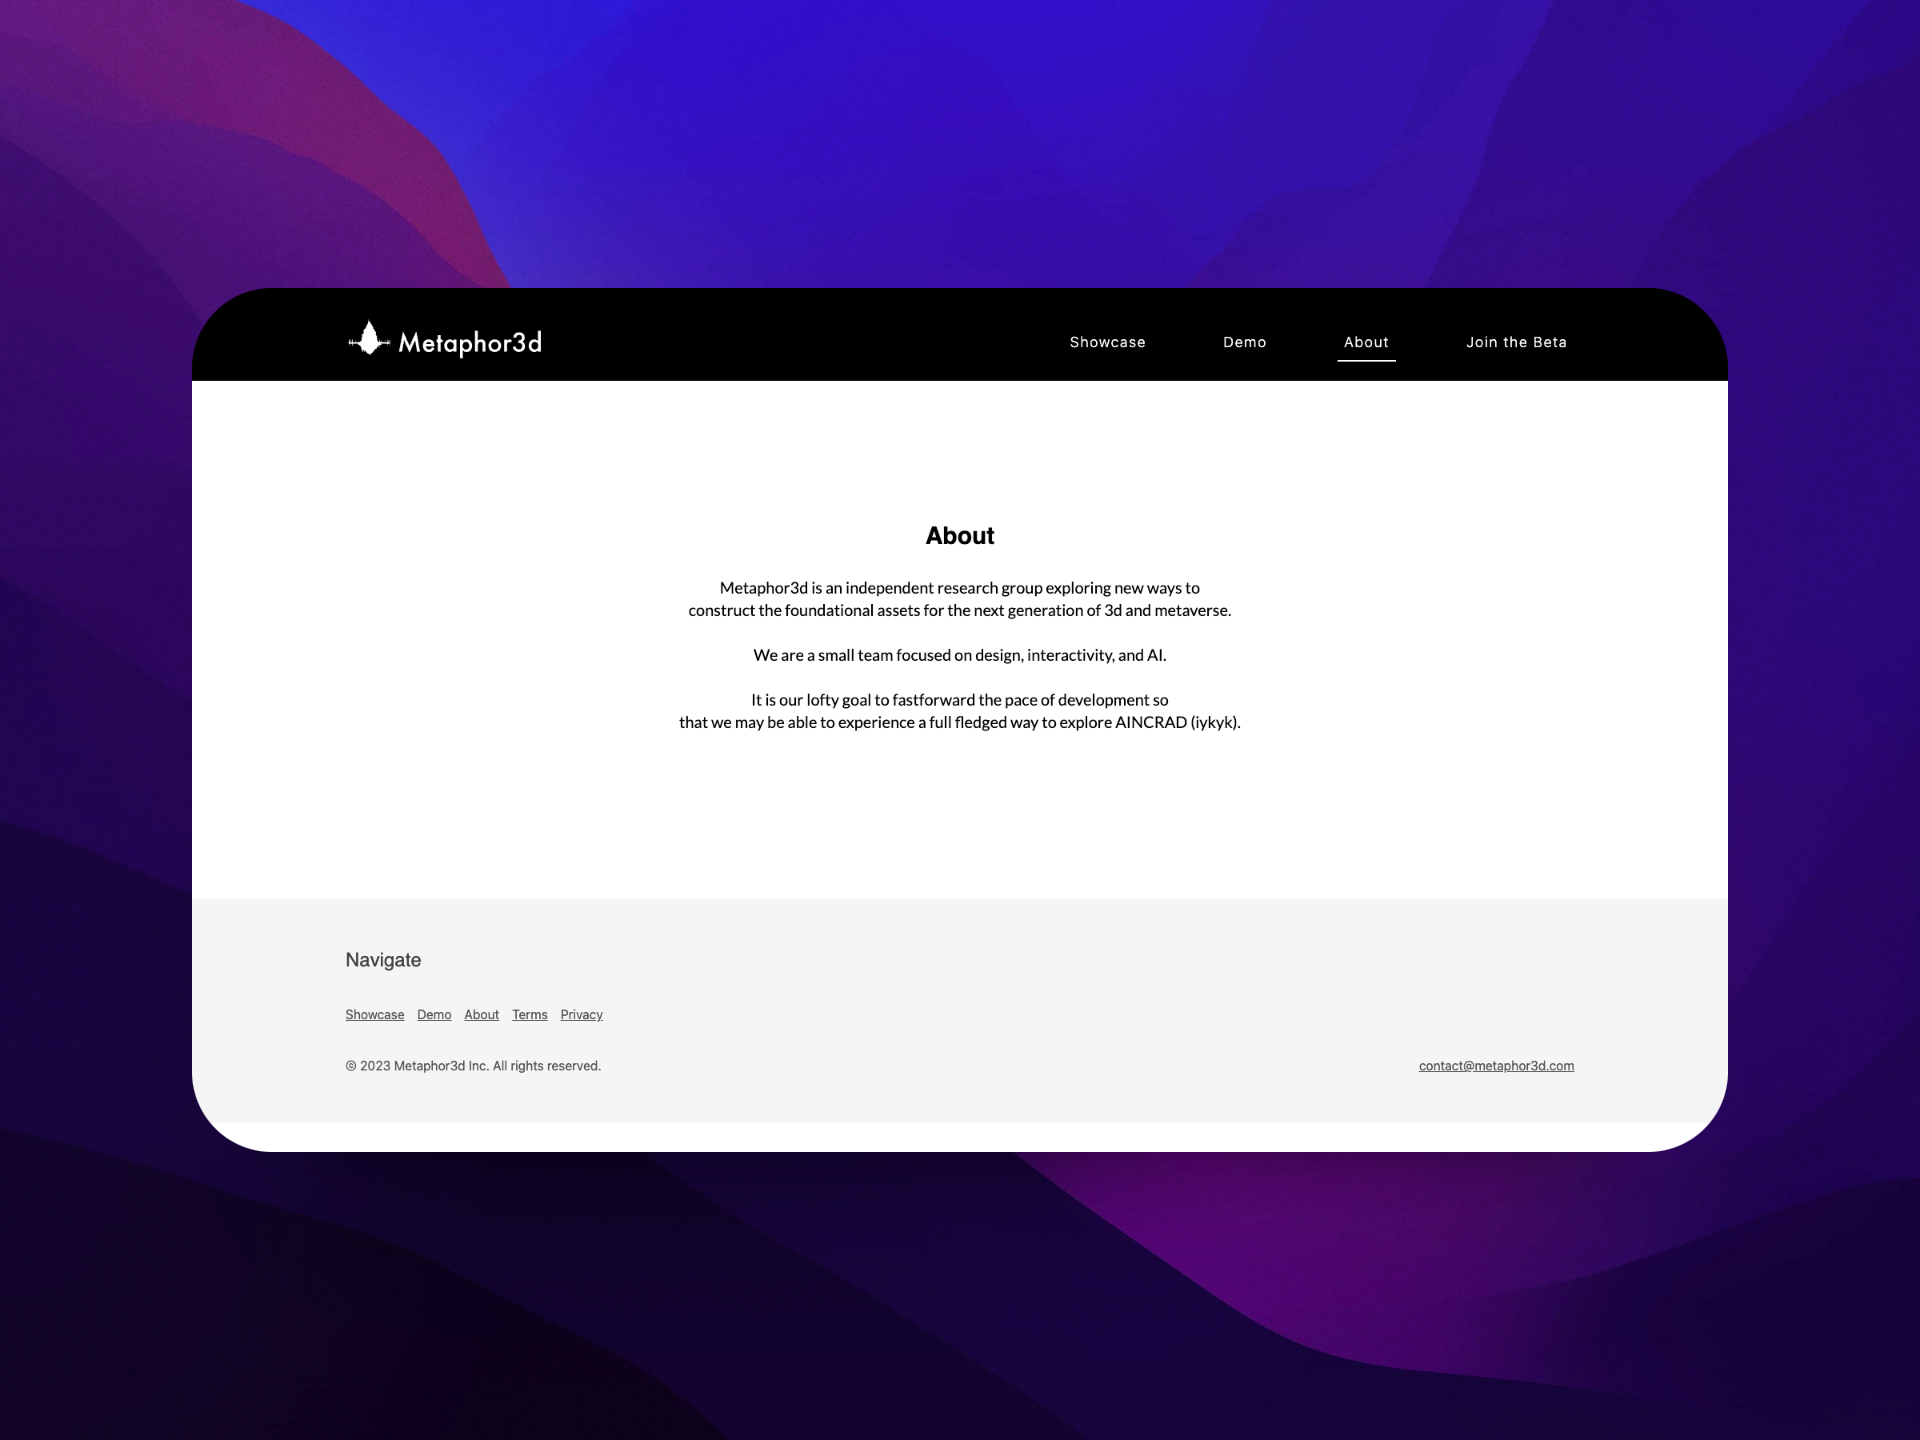 Metaphor3d
Showcase
Demo
About
Join the Beta
About
Metaphor3d is an independent research group exploring new ways to
construct the foundational assets for the next generation of 3d and metaverse.
We are a small team focused on design, interactivity, and AI.
It is our lofty goal to fastforward the pace of development so
that we may be able to experience a full fledged way to explore AINCRAD (iykyk).
Navigate
Showcase Demo About Terms Privacy
© 2023 Metaphor3d Inc. All rights reserved.
contact@metaphor3d.com